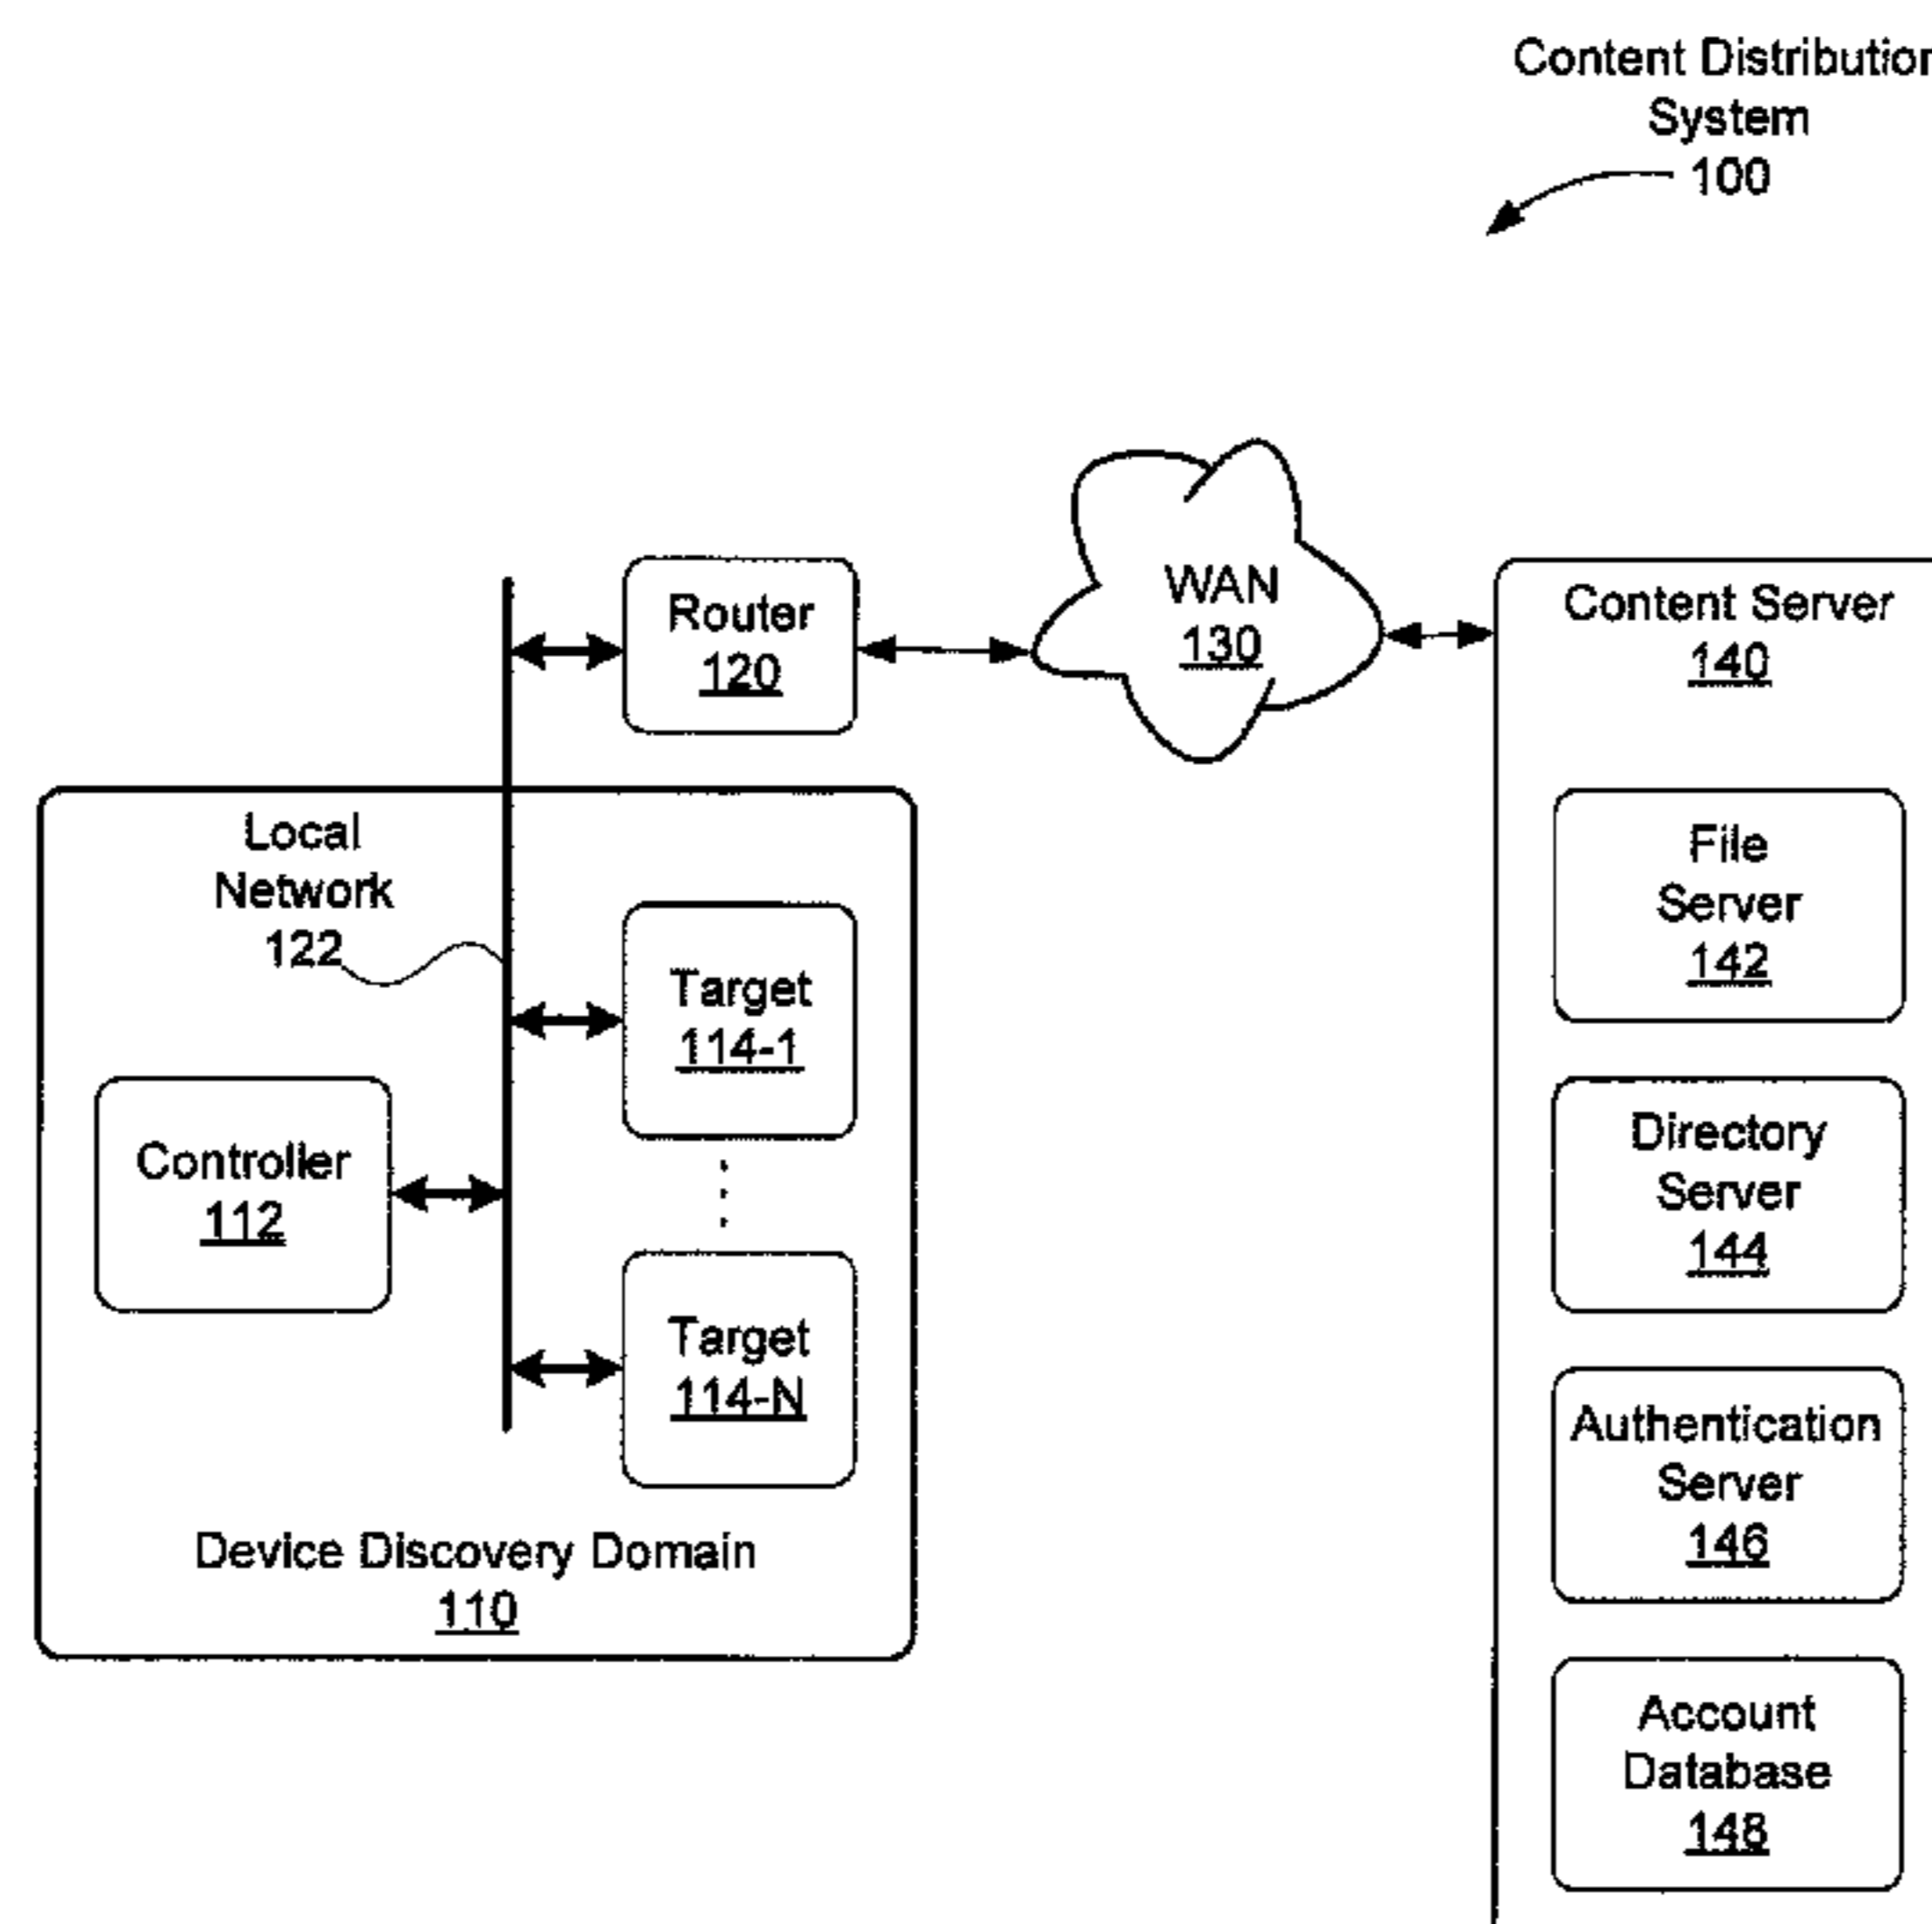 Content Distribution
System
100
WAN
130
Router
120
Content Server
140
Local
Network
122
File
Server
142
Target
114-1
Directory
Server
144
Controller
112
Target
114-N
Authentication
Server
146
Device Discovery Domain
110
Account
Database
148